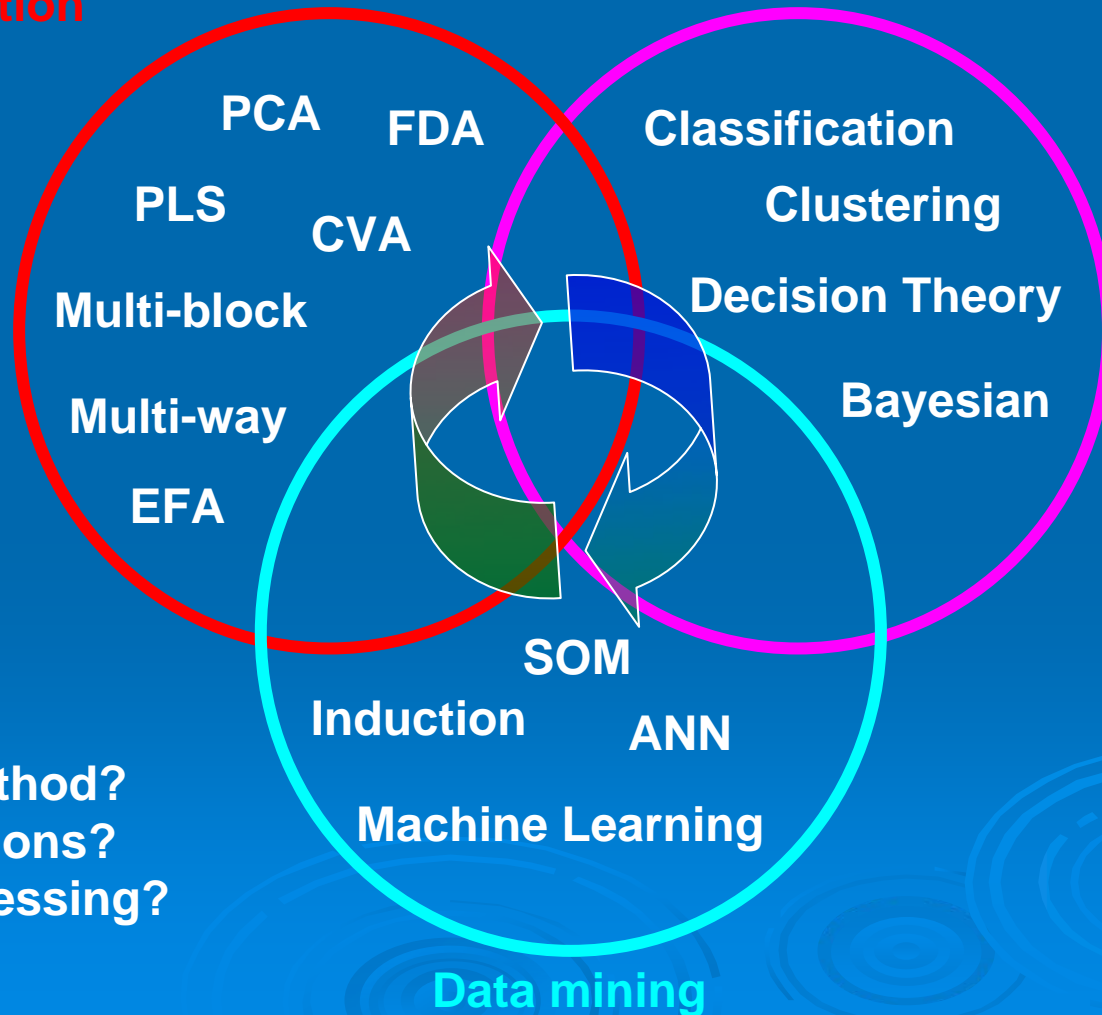 tion
PCA
FDA
Classification
PLS
CVA
Clustering
Multi-block
Decision Theory
Multi-way
Bayesian
EFA
SOM
Induction
ANN
thod?
ons?
essing?
Machine Learning
Data mining